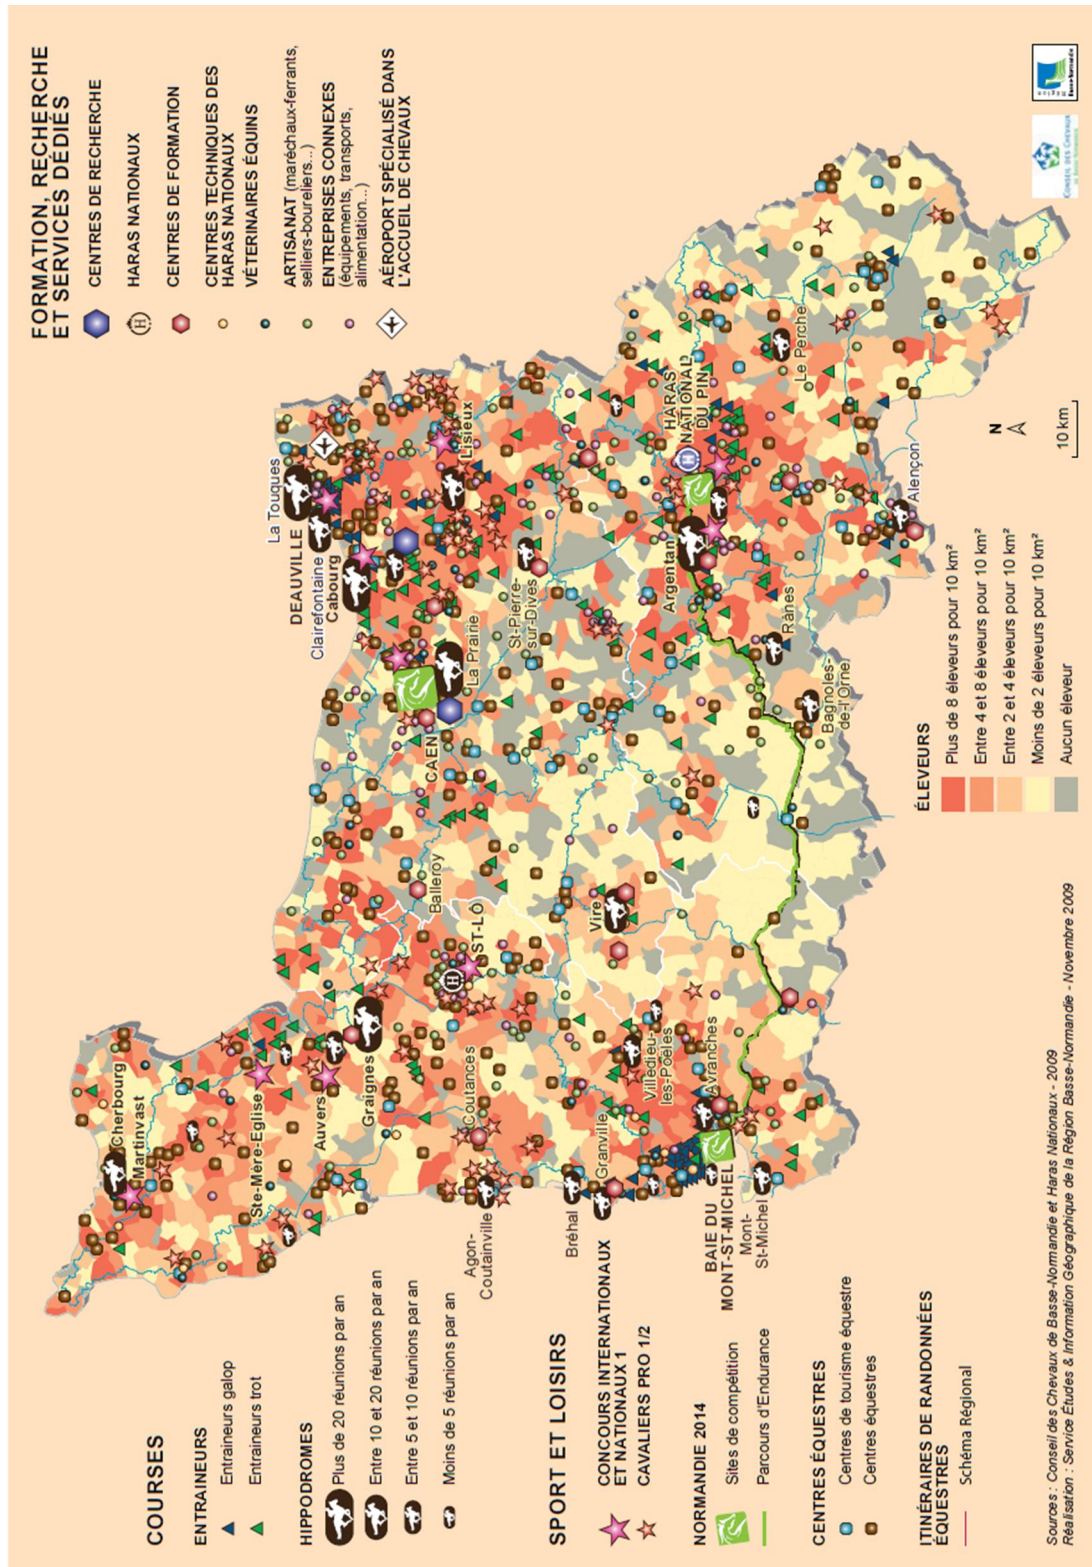 COURSES
ENTRAINEURS
Entraineurs galop
Entraineurs trot
HIPPODROMES
Plus de 20 réunions par an
Entre 10 et 20 réunions par an
Entre 5 et 10 réunions par an
Moins de 5 réunions par an
SPORT ET LOISIRS
CONCOURS INTERNATIONAUX
ET NATIONAUX 1
CAVALIERS PRO 1/2
NORMANDIE 2014
Sites de compétition
Parcours d'Endurance
CENTRES ÉQUESTRES
Centres de tourisme équestre
Centres équestres
ITINÉRAIRES DE RANDONNÉES
ÉQUESTRES
Schéma Régional
FORMATION, RECHERCHE
ET SERVICES DÉDIÉS
CENTRES DE RECHERCHE
HARAS NATIONAUX
CENTRES DE FORMATION
CENTRES TECHNIQUES DES
HARAS NATIONAUX
VÉTERINAIRES ÉQUINS
ARTISANAT (maréchaux-ferrants,
selliers-boureliers...)
ENTREPRISES CONNEXES
(équipements, transports,
alimentation...)
AÉROPORT SPÉCIALISÉ DANS
L'ACCUEIL DE CHEVAUX
Cherbourg
Martinvast
Ste-Mère-Eglise
Auvers
Graignes
Agon-
Coutainville
Coutances
ST-LÔ
H
Balleroy
Bréhal
Granville
Villedieu-
les-Poëles
Vire
BAIE DU
MONT-ST-MICHEL
Mont-
St-Michel
Avranches
CAEN
La Prairie
La Touques
DEAUVILLE
Clairefontaine
Cabourg
Lisieux
St-Pierre-
sur-Dives
Argentan
HARAS
NATIONAL
DU PIN
H
Le Perche
Rânes
Bagnoles-
de-l'Orne
Alençon
ÉLEVEURS
Plus de 8 éleveurs pour 10 km²
Entre 4 et 8 éleveurs pour 10 km²
Entre 2 et 4 éleveurs pour 10 km²
Moins de 2 éleveurs pour 10 km²
Aucun éleveur
N
10 km
CONSEIL DES CHEVAUX
DE BASSE-NORMANDIE
Région
Basse-Normandie
Sources : Conseil des Chevaux de Basse-Normandie et Haras Nationaux - 2009
Réalisation : Service Études & Information Géographique de la Région Basse-Normandie - Novembre 2009